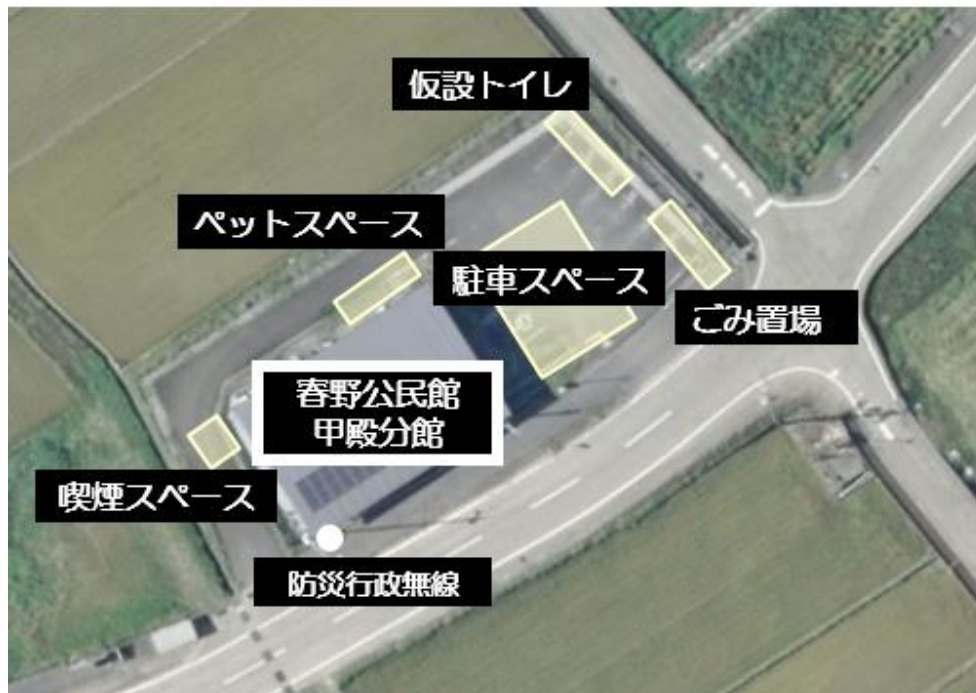 仮設トイレ
ペットスペース
駐車スペース
ごみ置場
春野公民館
甲殿分館
喫煙スペース
防災行政無線